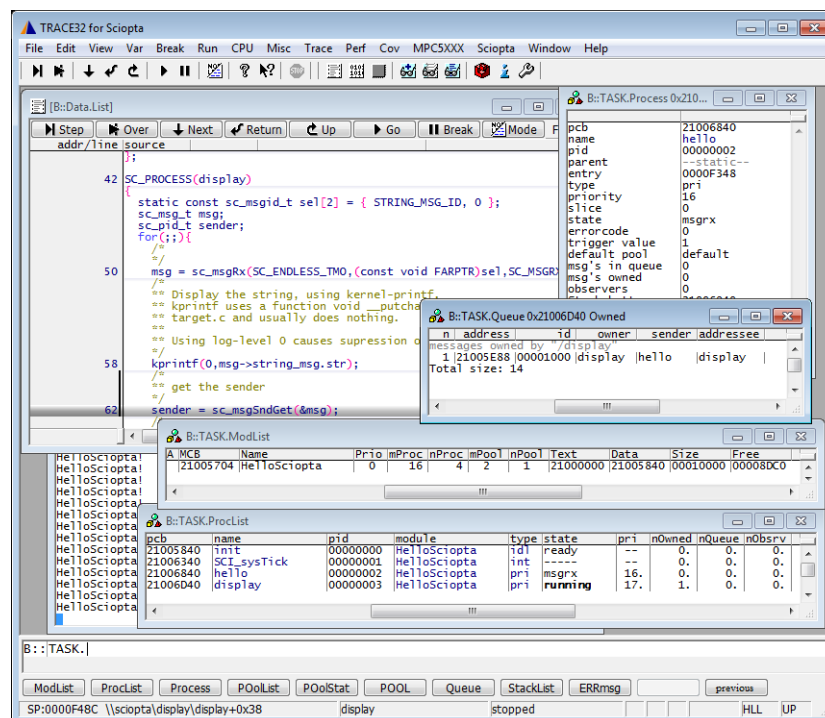 TRACE32 for Sciopta
File Edit View Var Break Run CPU Misc Trace Perf Cov MPC5XXX Sciopta Window Help
[B::Data.List]
Step Over Next Return Up Go Break Mode F
addr/line source
};
42 SC_PROCESS(display)
{
static const sc_msgid_t sel[2] = { STRING_MSG_ID, 0 };
sc_msg_t msg;
sc_pid_t sender;
for(;;){
/*
*/
50 msg = sc_msgRx(SC_ENDLESS_TMO,(const void FARPTR)sel,SC_MSGRX
/*
** Display the string, using kernel-printf.
** kprintf uses a function void __putcha
** target.c and usually does nothing.
**
** Using log-level 0 causes supression o
*/
58 kprintf(0,msg->string_msg.str);
/*
** get the sender
*/
62 sender = sc_msgSndGet(&msg);
/*
B::TASK.Process 0x210...
pcb 21006840
name hello
pid 00000002
parent --static--
entry 0000F348
type pri
priority 16
slice 0
state msgrx
errorcode 0
trigger value 1
default pool default
msg's in queue 0
msg's owned 0
observers 0
B::TASK.Queue 0x21006D40 Owned
n address id owner sender addressee
messages owned by "/display"
1 21005E88 00001000 display hello display
Total size: 14
B::TASK.ModList
A MCB Name Prio mProc nProc mPool nPool Text Data Size Free
21005704 HelloSciopta 0 16 4 2 1 21000000 21005840 00010000 00008DC0
HelloSciopta!
HelloSciopta!
HelloSciopta!
HelloSciopta!
HelloSciopta!
HelloSciopta
HelloSciopta
HelloSciopta
HelloSciopta
HelloSciopta
HelloSciopta
HelloSciopta
HelloSciopta
HelloSciopta
B::TASK.ProcList
pcb name pid module type state pri nOwned nQueue nObsrv
21005840 init 00000000 HelloSciopta idl ready -- 0. 0. 0.
21006340 SCI_sysTick 00000001 HelloSciopta int ----- -- 0. 0. 0.
21006840 hello 00000002 HelloSciopta pri msgrx 16. 0. 0. 0.
21006D40 display 00000003 HelloSciopta pri running 17. 1. 0. 0.
B::TASK.
ModList ProcList Process POolList POolStat POOL Queue StackList ERRmsg previous
SP:0000F48C \\sciopta\display\display+0x38 display stopped HLL UP